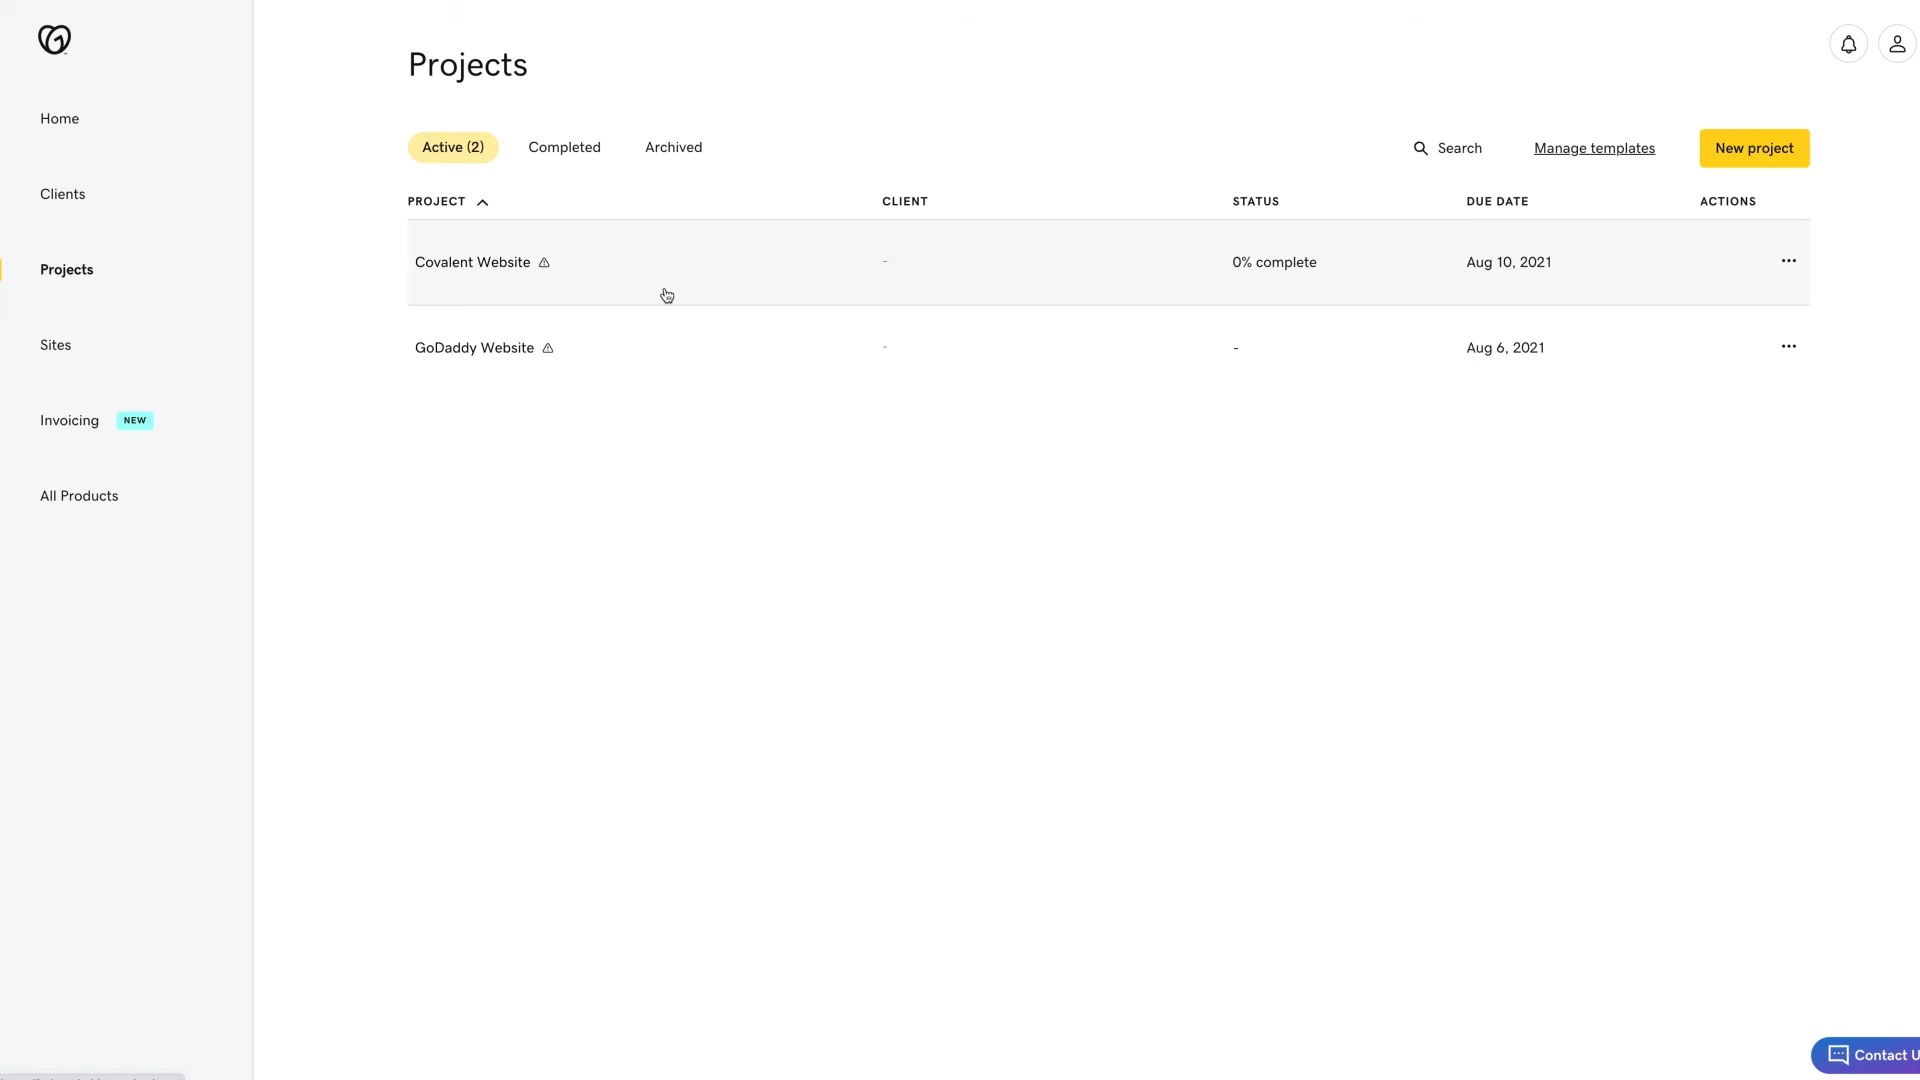 Projects
Home
Clients
Projects
Sites
Invoicing NEW
All Products
Active (2) Completed Archived Search Manage templates New project
PROJECT CLIENT STATUS DUE DATE ACTIONS
Covalent Website - 0% complete Aug 10, 2021 ...
GoDaddy Website - - Aug 6, 2021 ...
Contact U